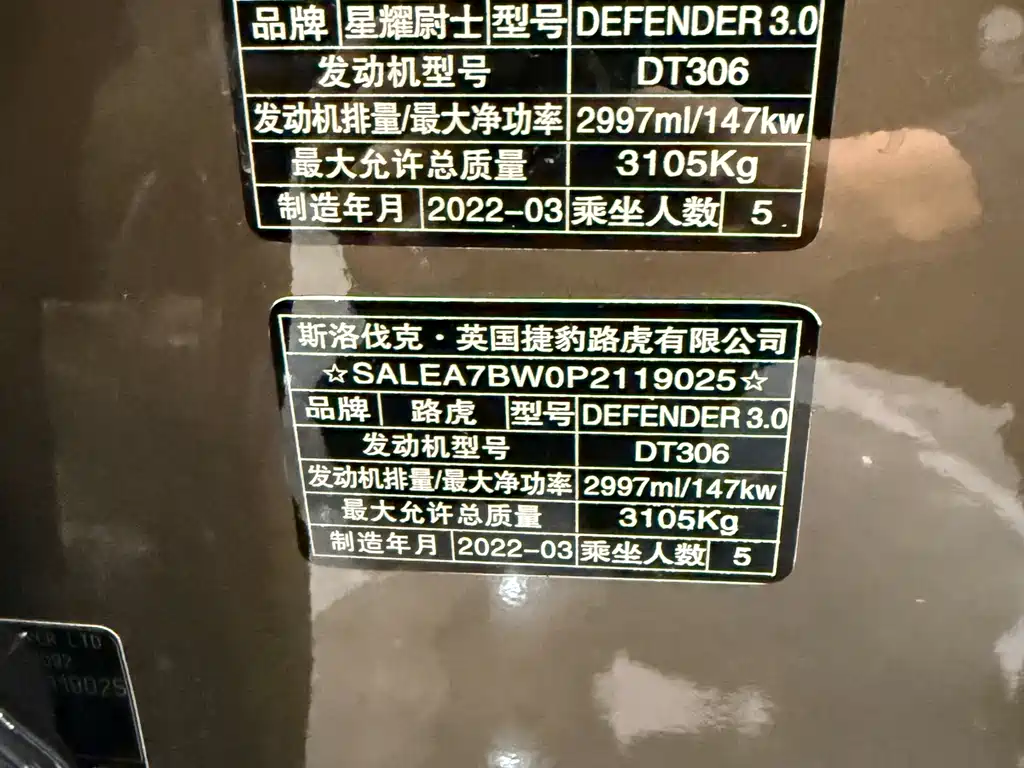 品牌 星耀尉士 型号 DEFENDER 3.0
发动机型号 DT306
发动机排量/最大净功率 2997ml/147kw
最大允许总质量 3105Kg
制造年月 2022-03 乘坐人数 5
斯洛伐克·英国捷豹路虎有限公司
☆SALEA7BW0P2119025☆
品牌 路虎 型号 DEFENDER 3.0
发动机型号 DT306
发动机排量/最大净功率 2997ml/147kw
最大允许总质量 3105Kg
制造年月 2022-03 乘坐人数 5
LTD